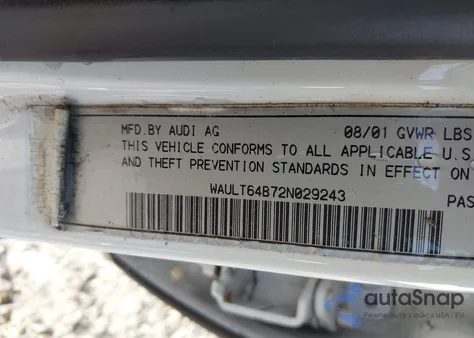 MFD.BY AUDI AG 08/01 GVWR LBS
THIS VEHICLE CONFORMS TO ALL APPLICABLE U.S.
AND THEFT PREVENTION STANDARDS IN EFFECT ON
WAULT64B72N029243 PAS
autoSnap